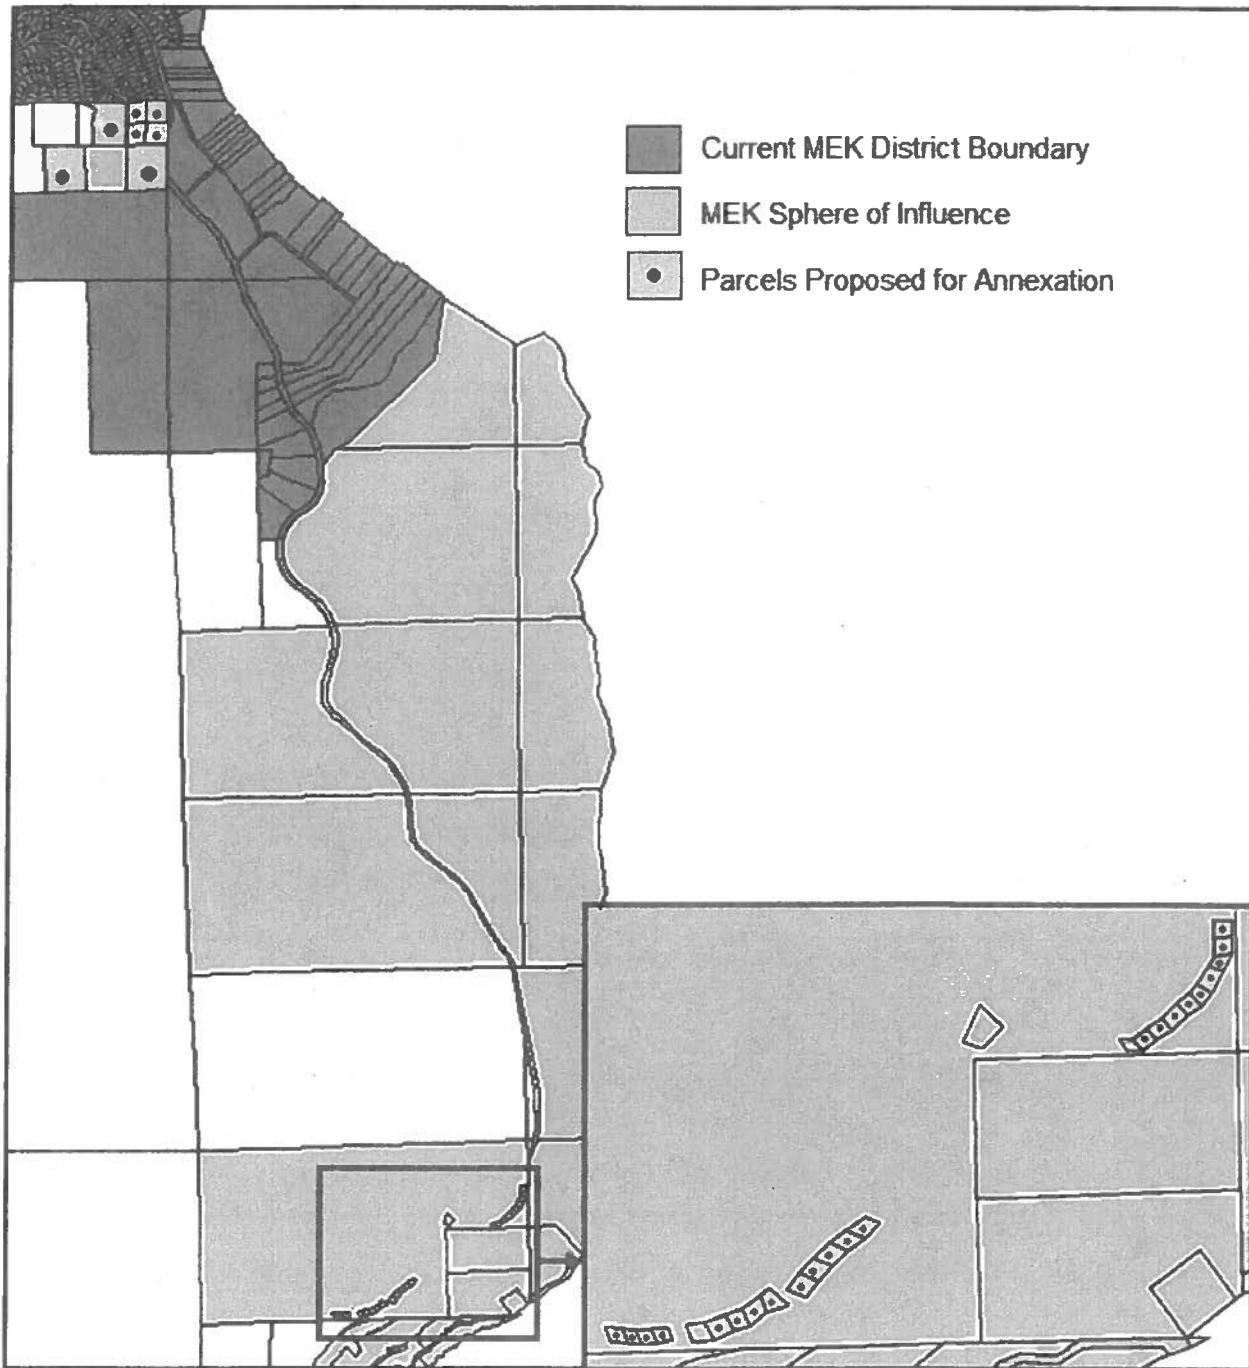 Current MEK District Boundary
MEK Sphere of Influence
Parcels Proposed for Annexation